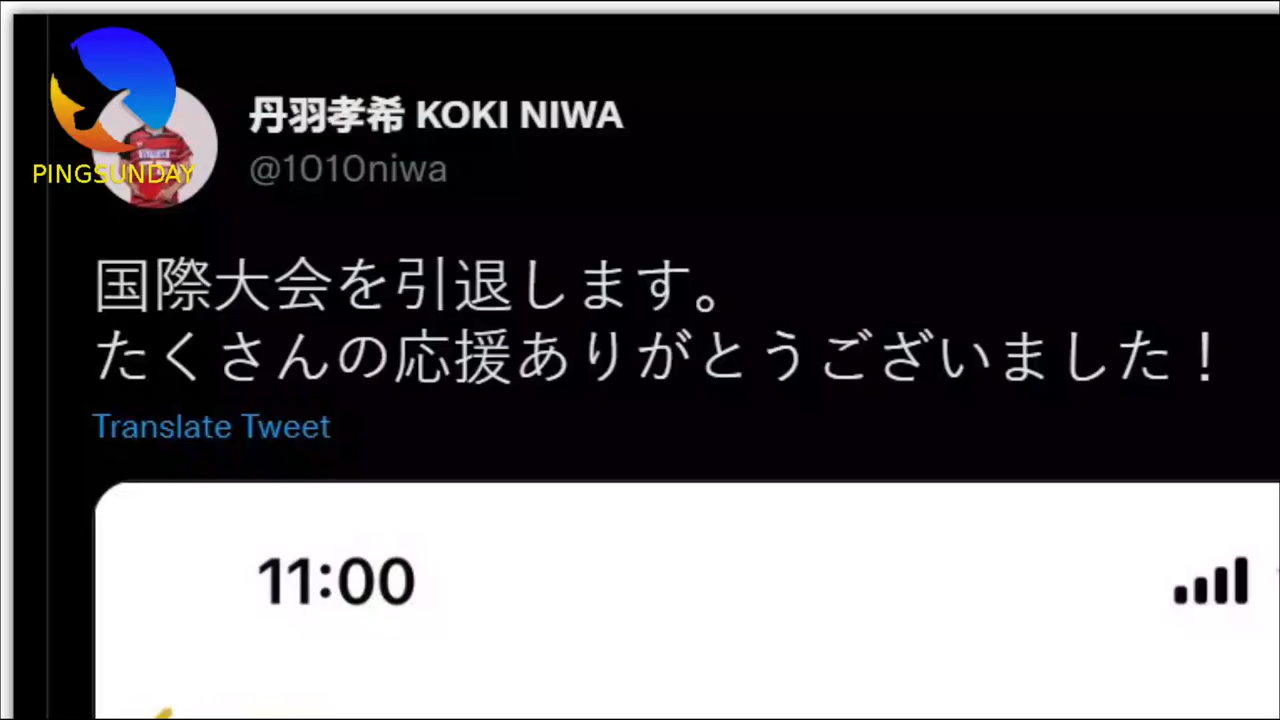 PINGSUNDAY
丹羽孝希 KOKI NIWA
@1010niwa
国際大会を引退します。
たくさんの応援ありがとうございました！
Translate Tweet
11:00